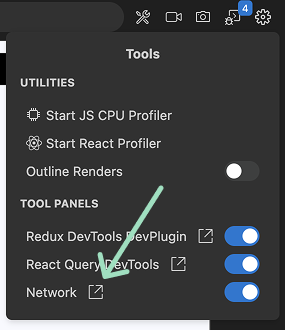 4
Tools
UTILITIES
Start JS CPU Profiler
Start React Profiler
Outline Renders
TOOL PANELS
Redux DevTools DevPlugin
React Query DevTools
Network